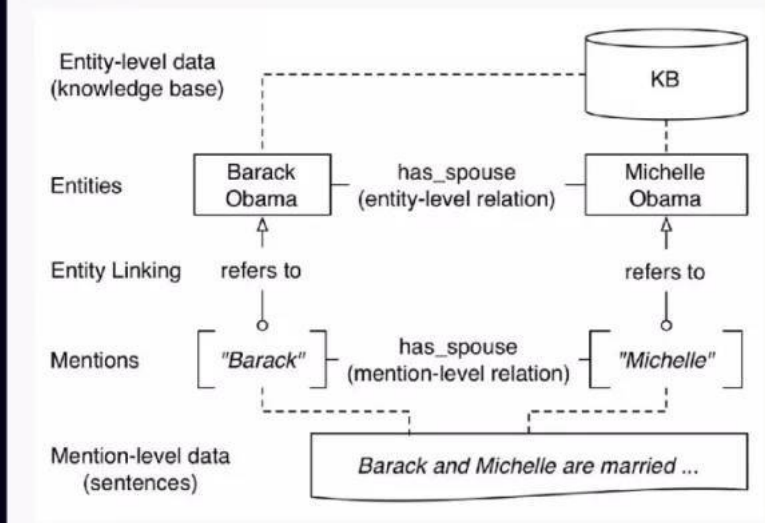 Entity-level data
(knowledge base)
KB
Entities
Barack
Obama
has_spouse
(entity-level relation)
Michelle
Obama
Entity Linking
refers to
refers to
Mentions
"Barack"
has_spouse
(mention-level relation)
"Michelle"
Mention-level data
(sentences)
Barack and Michelle are married ...